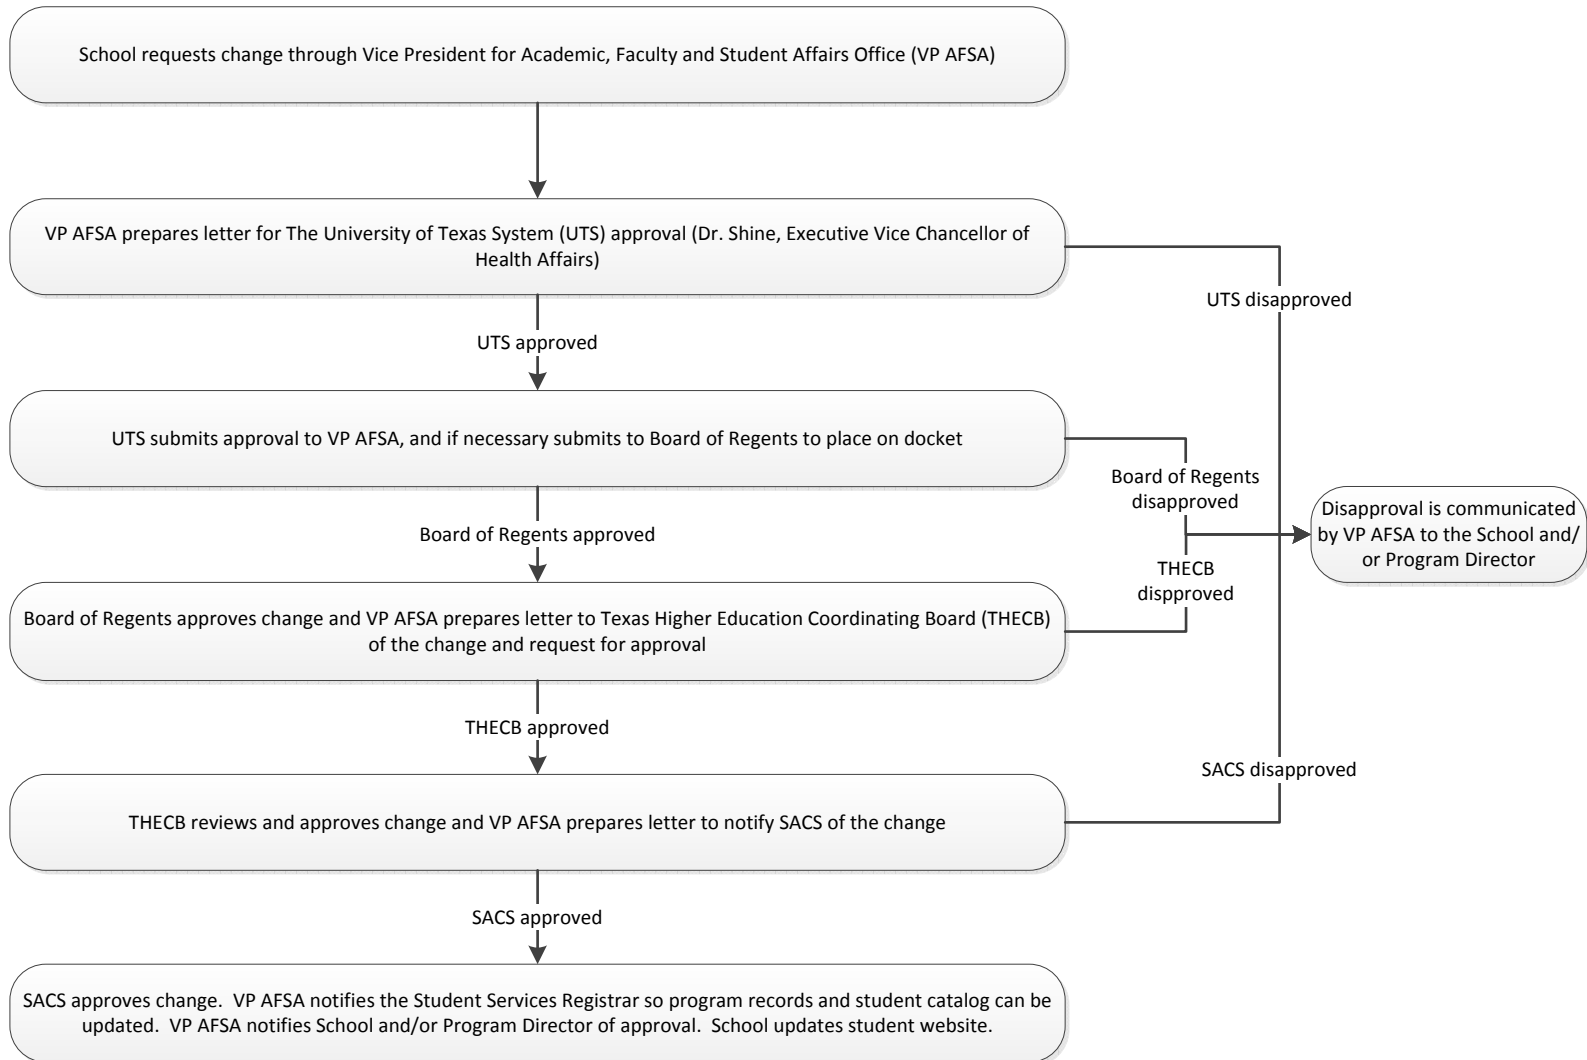 School requests change through Vice President for Academic, Faculty and Student Affairs Office (VP AFSA)
VP AFSA prepares letter for The University of Texas System (UTS) approval (Dr. Shine, Executive Vice Chancellor of
Health Affairs)
UTS disapproved
UTS approved
UTS submits approval to VP AFSA, and if necessary submits to Board of Regents to place on docket
Board of Regents
disapproved
Board of Regents approved
Disapproval is communicated
by VP AFSA to the School and/
or Program Director
THECB
dispproved
Board of Regents approves change and VP AFSA prepares letter to Texas Higher Education Coordinating Board (THECB)
of the change and request for approval
THECB approved
SACS disapproved
THECB reviews and approves change and VP AFSA prepares letter to notify SACS of the change
SACS approved
SACS approves change.  VP AFSA notifies the Student Services Registrar so program records and student catalog can be
updated.  VP AFSA notifies School and/or Program Director of approval.  School updates student website.